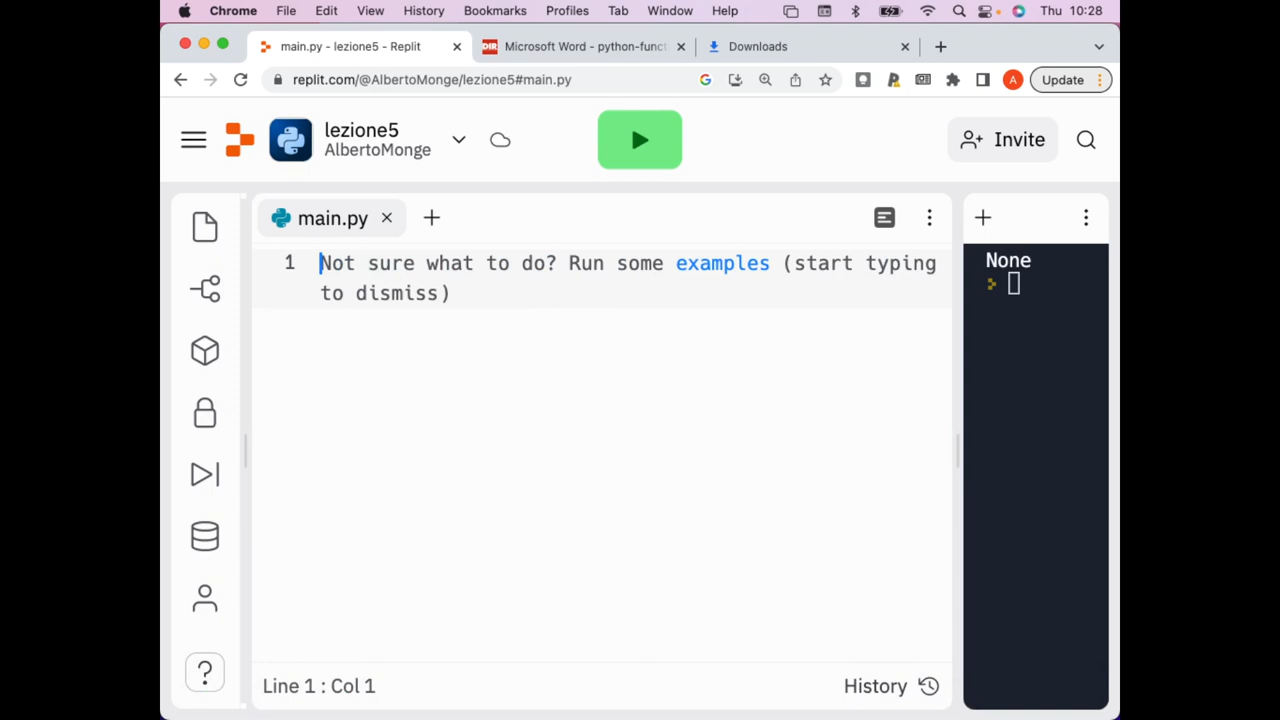 Chrome File Edit View History Bookmarks Profiles Tab Window Help Thu 10:28
main.py - lezione5 - Replit
DIR Microsoft Word - python-funct
Downloads
replit.com/@AlbertoMonge/lezione5#main.py
A
Update
lezione5
AlbertoMonge
Invite
main.py
1 Not sure what to do? Run some examples (start typing
to dismiss)
None
>
?
Line 1 : Col 1
History